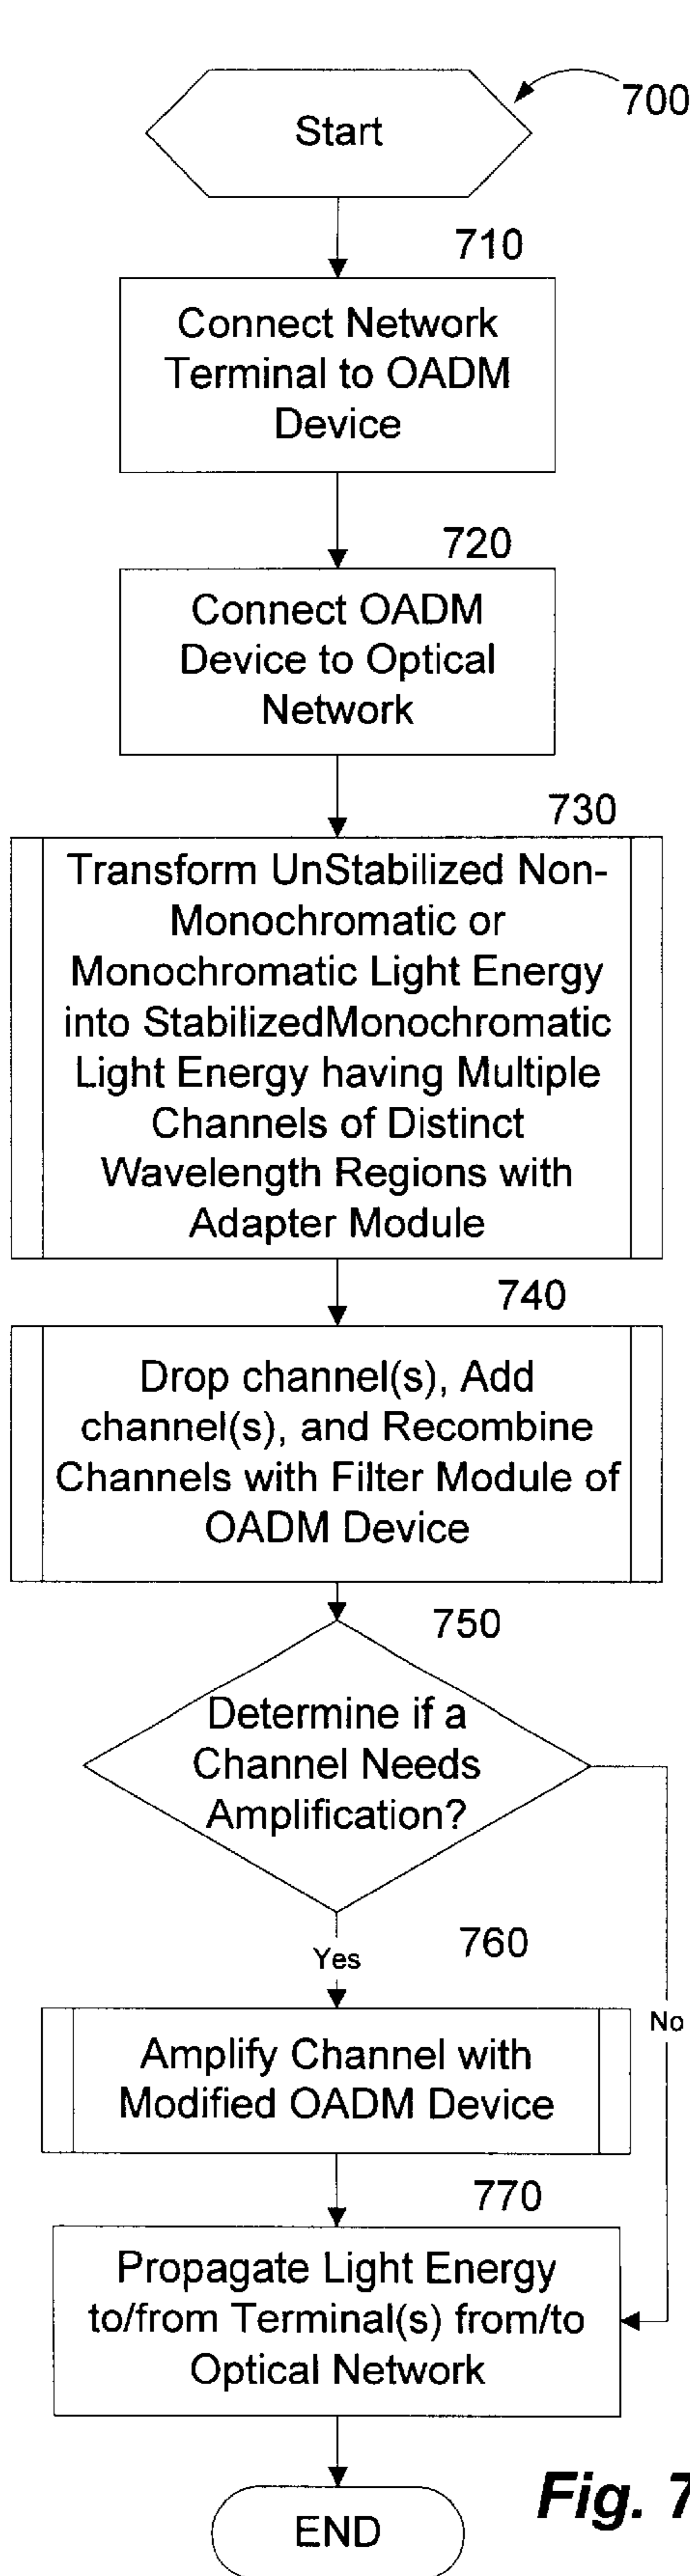 700
Start
710
Connect Network
Terminal to OADM
Device
720
Connect OADM
Device to Optical
Network
730
Transform UnStabilized Non-
Monochromatic or
Monochromatic Light Energy
into StabilizedMonochromatic
Light Energy having Multiple
Channels of Distinct
Wavelength Regions with
Adapter Module
740
Drop channel(s), Add
channel(s), and Recombine
Channels with Filter Module of
OADM Device
750
Determine if a
Channel Needs
Amplification?
760
Yes
No
Amplify Channel with
Modified OADM Device
770
Propagate Light Energy
to/from Terminal(s) from/to
Optical Network
Fig. 7
END